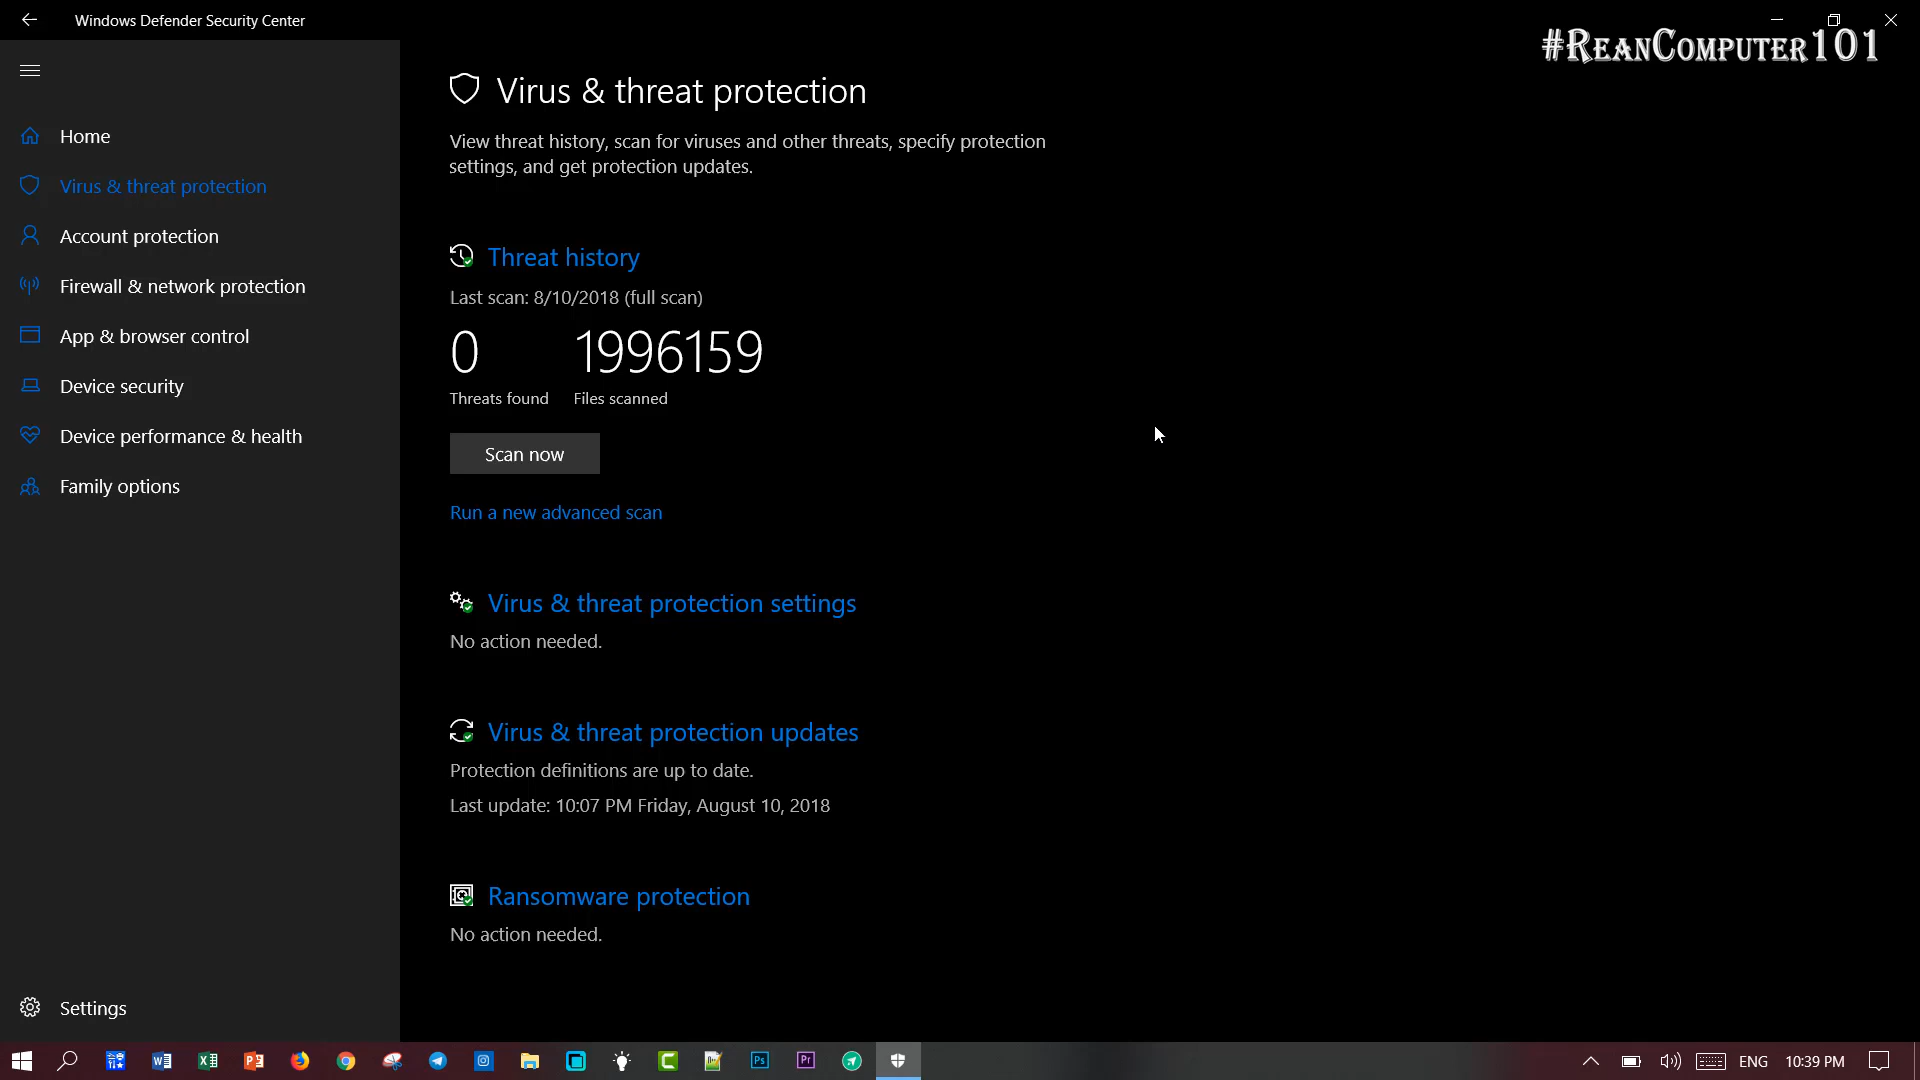 Windows Defender Security Center
#ReanComputer101
Home
Virus & threat protection
Account protection
Firewall & network protection
App & browser control
Device security
Device performance & health
Family options
Settings
Virus & threat protection
View threat history, scan for viruses and other threats, specify protection
settings, and get protection updates.
Threat history
Last scan: 8/10/2018 (full scan)
0 1996159
Threats found Files scanned
Scan now
Run a new advanced scan
Virus & threat protection settings
No action needed.
Virus & threat protection updates
Protection definitions are up to date.
Last update: 10:07 PM Friday, August 10, 2018
Ransomware protection
No action needed.
Ps Pr ENG 10:39 PM